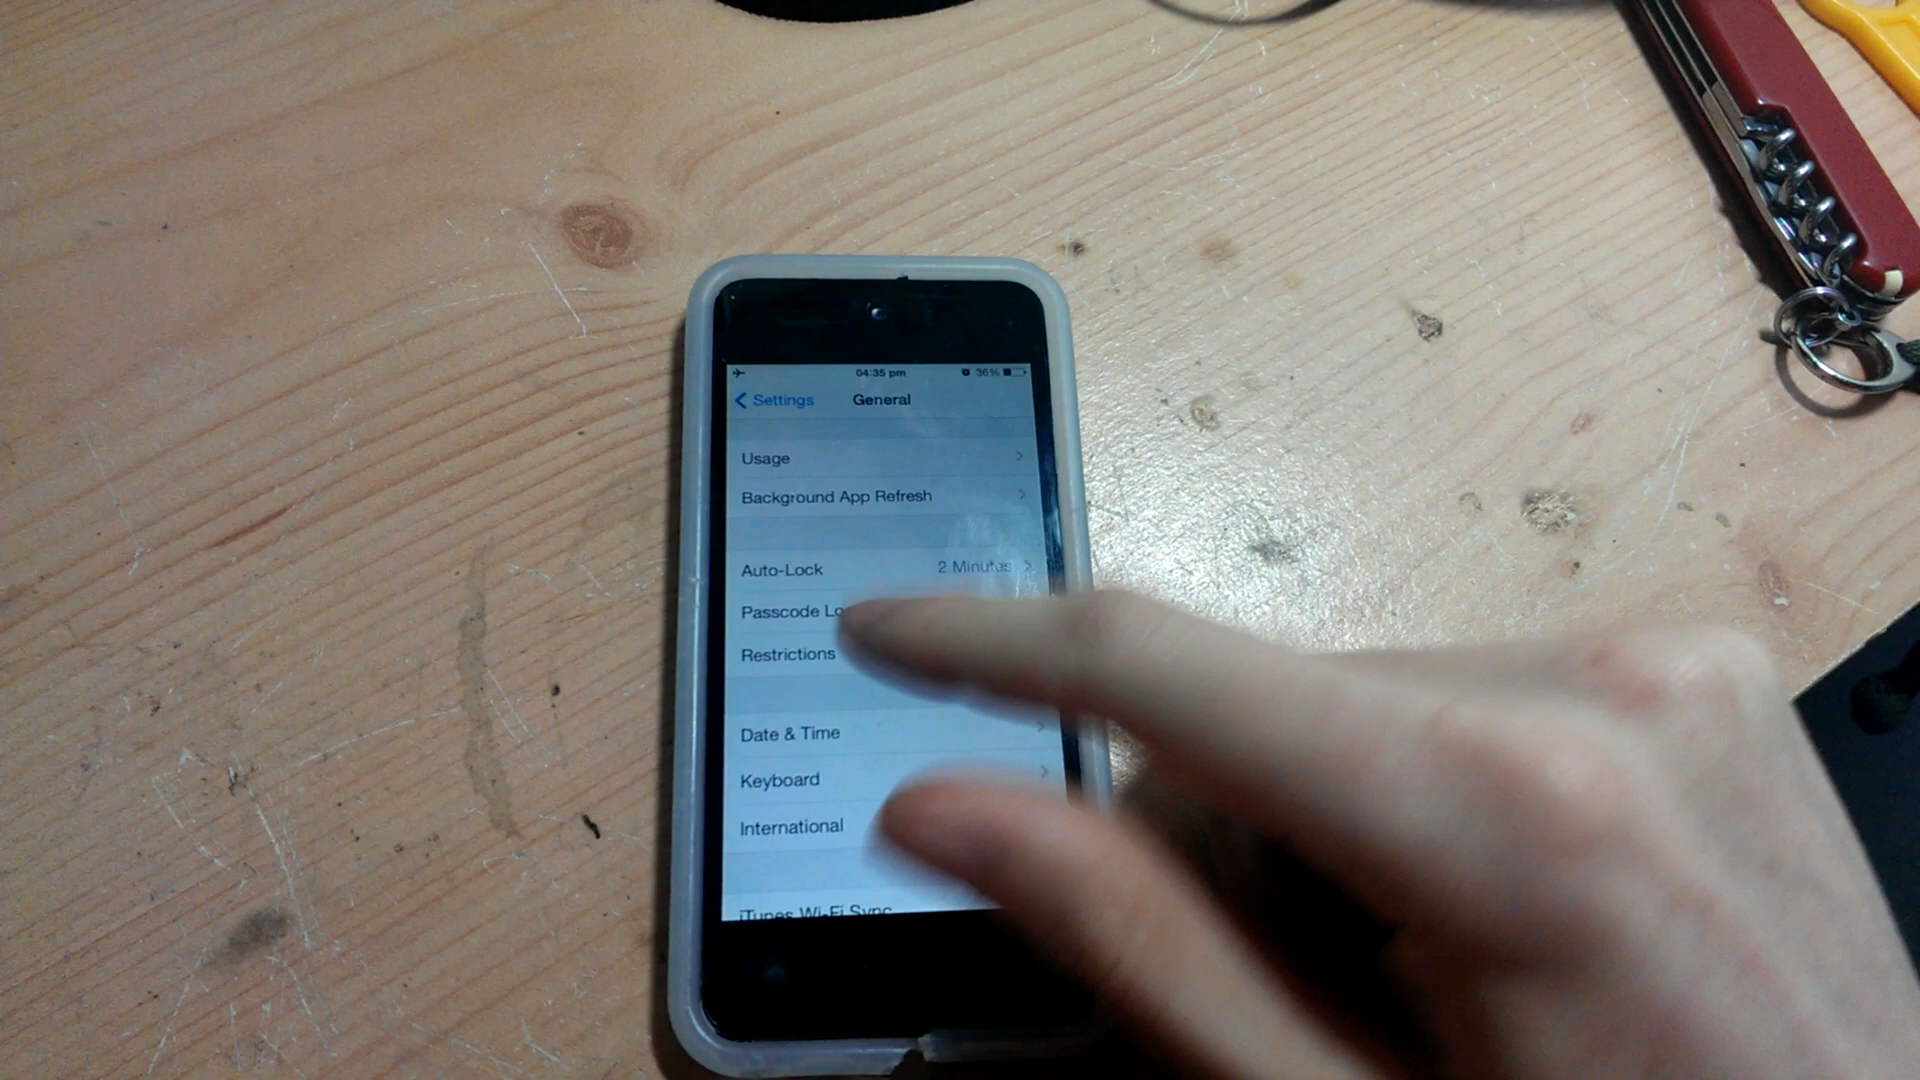 04:35 pm 36%
Settings General
Usage
Background App Refresh
Auto-Lock 2 Minutes
Passcode
Restrictions
Date & Time
Keyboard
International
iTunes Wi-Fi Sync